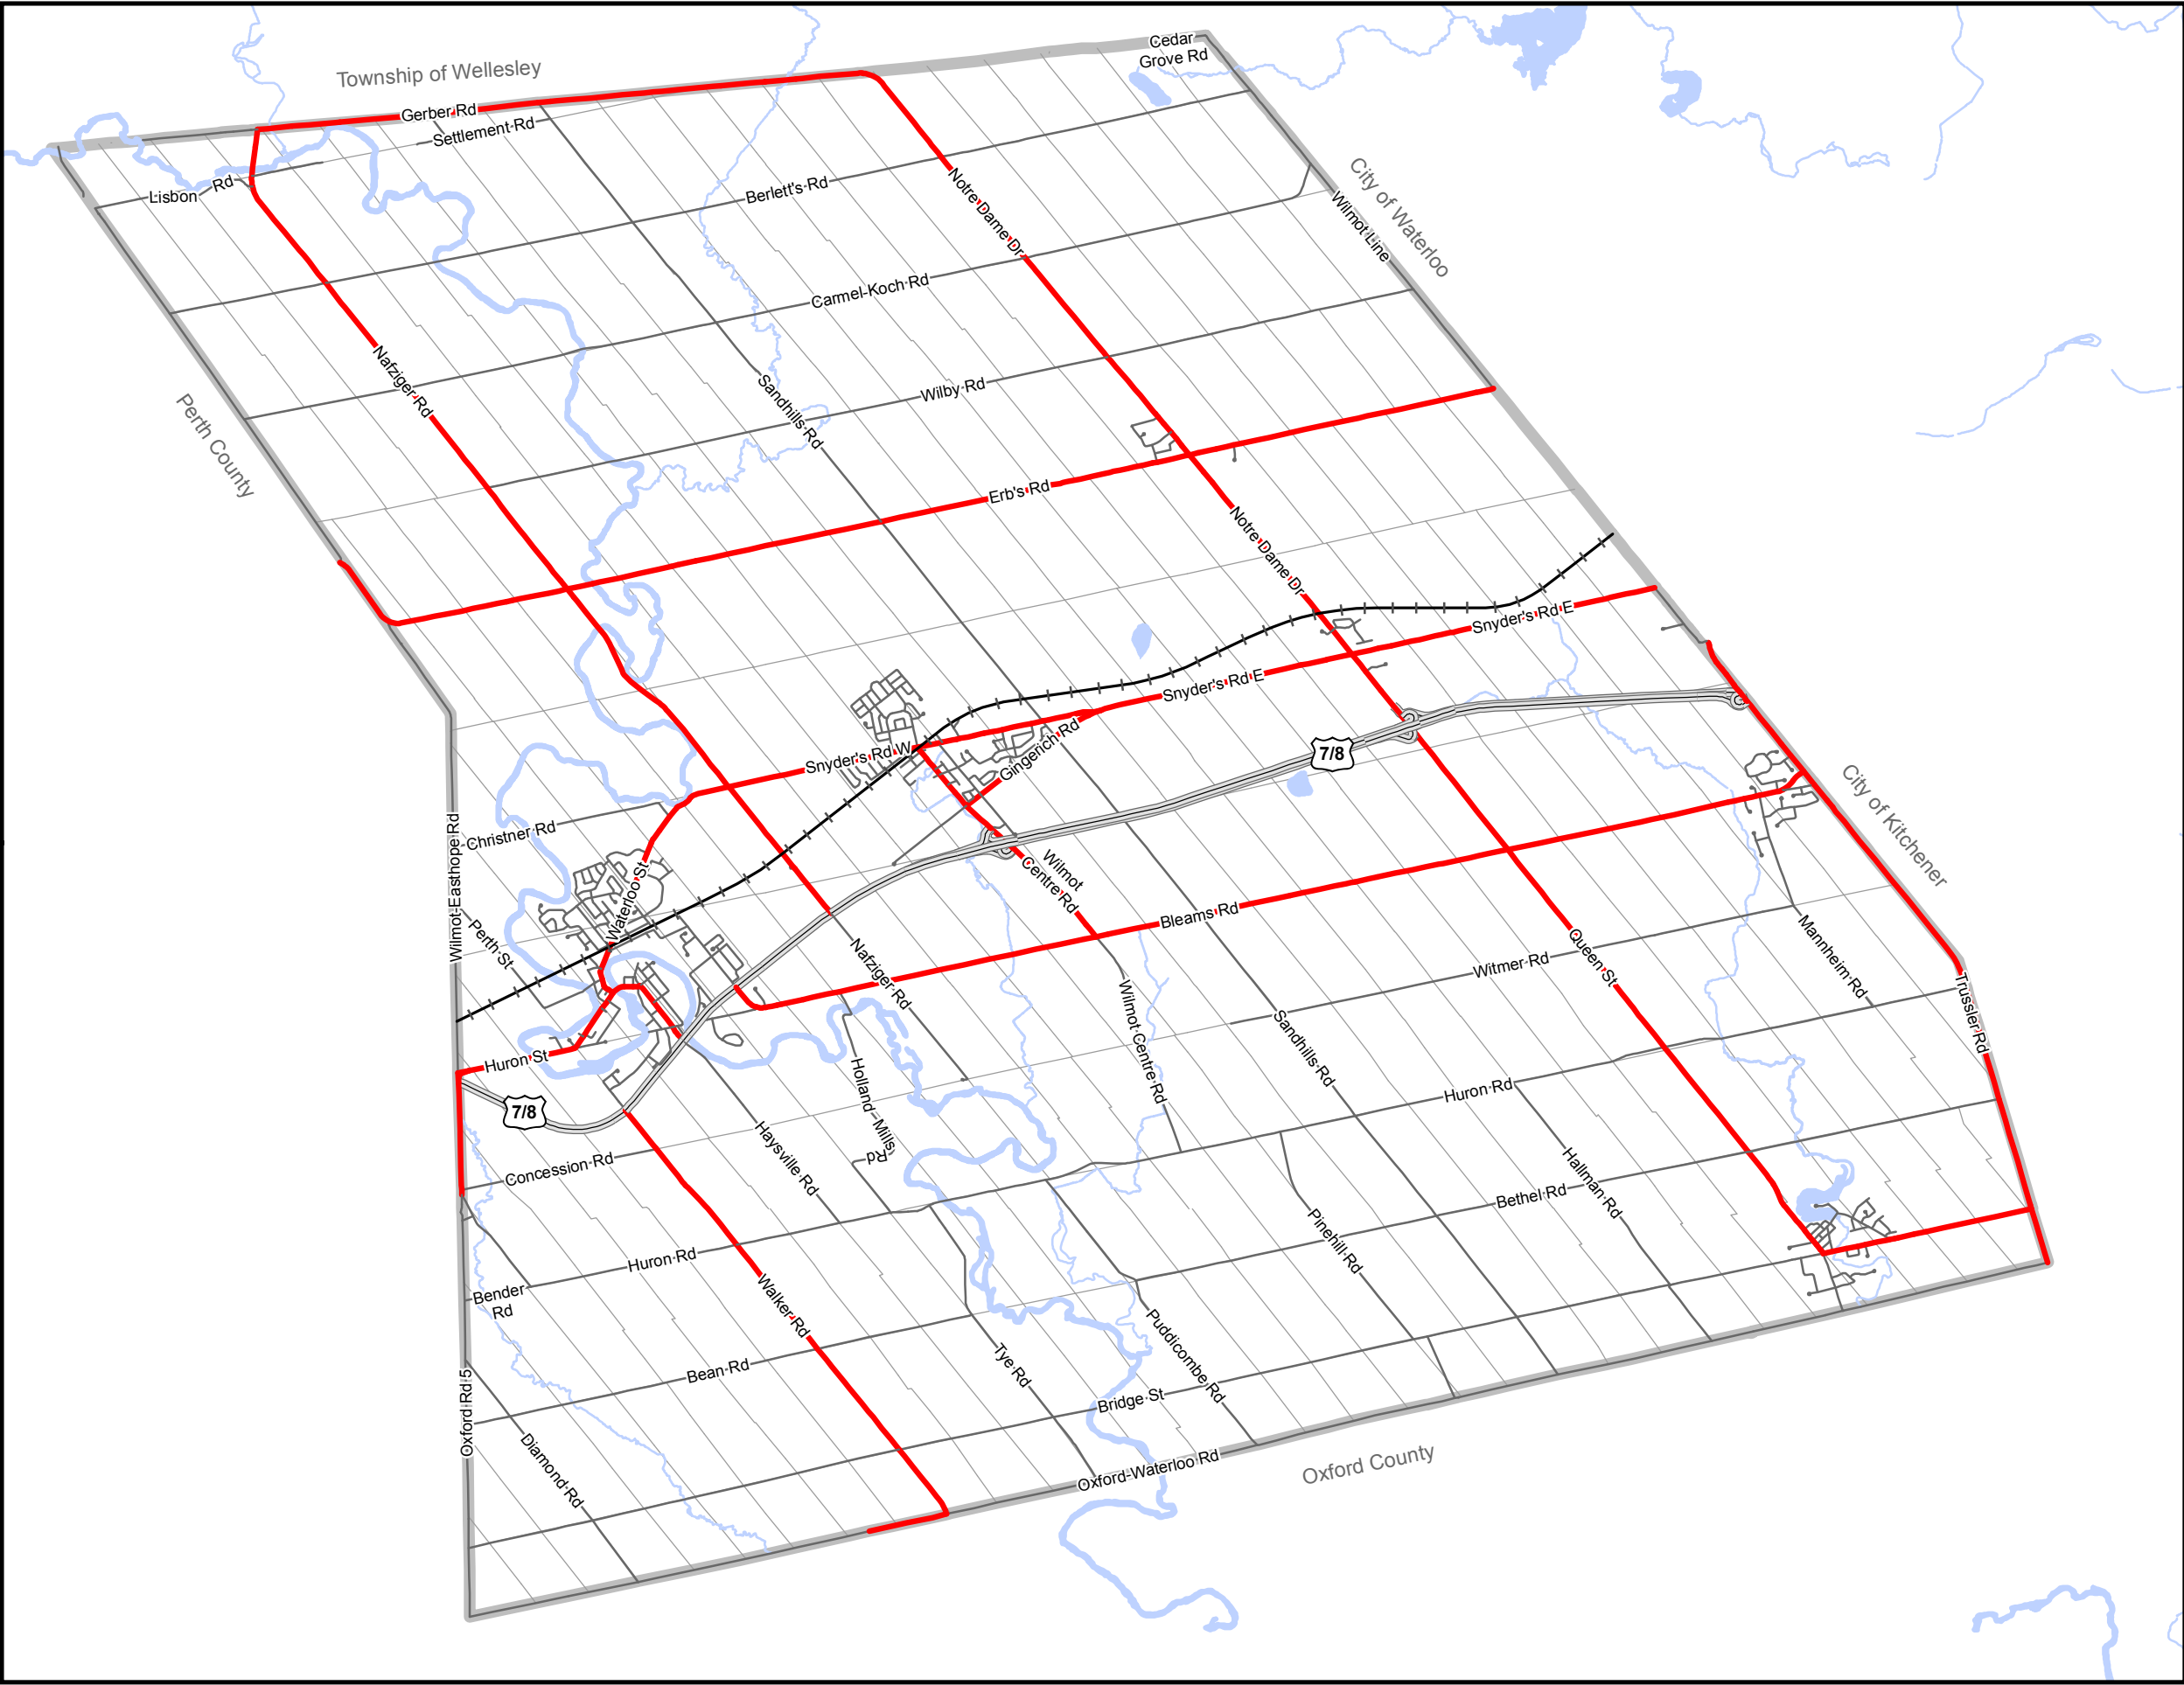 Cedar
Grove Rd
Township of Wellesley
Gerber Rd
Settlement Rd
Lisbon Rd
Berlett's Rd
Notre Dame Dr
City of Waterloo
Wilmot Line
Carmel-Koch Rd
Nafziger Rd
Perth County
Sandhills Rd
Wilby Rd
Erb's Rd
Notre Dame Dr
Snyder's Rd E
Snyder's Rd E
Gingerich Rd
Snyder's Rd W
7/8
City of Kitchener
Christner Rd
Wilmot-Easthope Rd
Waterloo St
Wilmot
Centre Rd
Bleams Rd
Perth St
Nafziger Rd
Queen St
Witmer Rd
Mannheim Rd
Trussler Rd
Wilmot Centre Rd
Sandhills Rd
Huron St
7/8
Holland Mills
Rd
Huron Rd
Haysville Rd
Concession Rd
Hallman Rd
Bethel Rd
Pinehill Rd
Huron Rd
Bender
Rd
Walker Rd
Puddicombe Rd
Tye Rd
Bean Rd
Bridge St
Oxford Rd 5
Diamond Rd
Oxford-Waterloo Rd
Oxford County